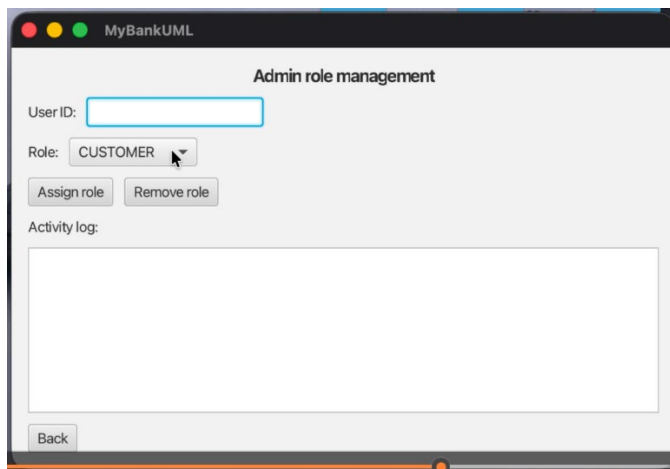 MyBankUML
Admin role management
User ID:
Role: CUSTOMER
Assign role Remove role
Activity log:
Back